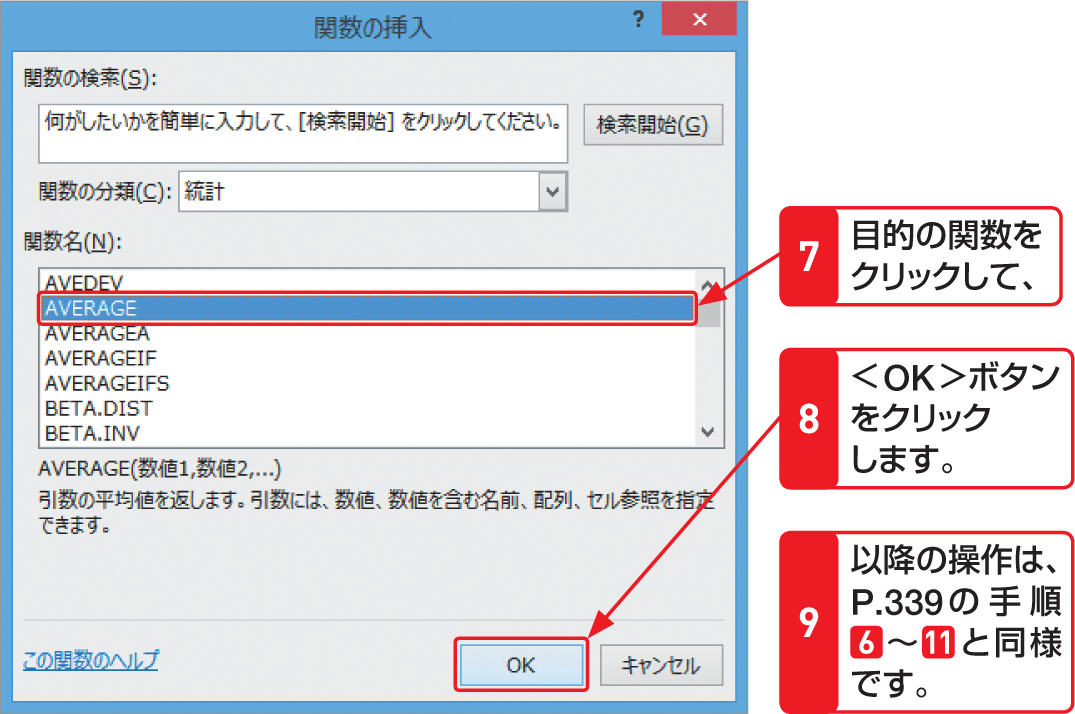 関数の挿入
?
×
関数の検索(S):
何がしたいかを簡単に入力して、[検索開始] をクリックしてください。
検索開始(G)
関数の分類(C):
統計
関数名(N):
AVEDEV
AVERAGE
AVERAGEA
AVERAGEIF
AVERAGEIFS
BETA.DIST
BETA.INV
AVERAGE(数値1,数値2,...)
引数の平均値を返します。引数には、数値、数値を含む名前、配列、セル参照を指定
できます。
この関数のヘルプ
OK
キャンセル
7
目的の関数を
クリックして、
8
<OK>ボタン
をクリック
します。
9
以降の操作は、
P.339の手順
6~11と同様
です。